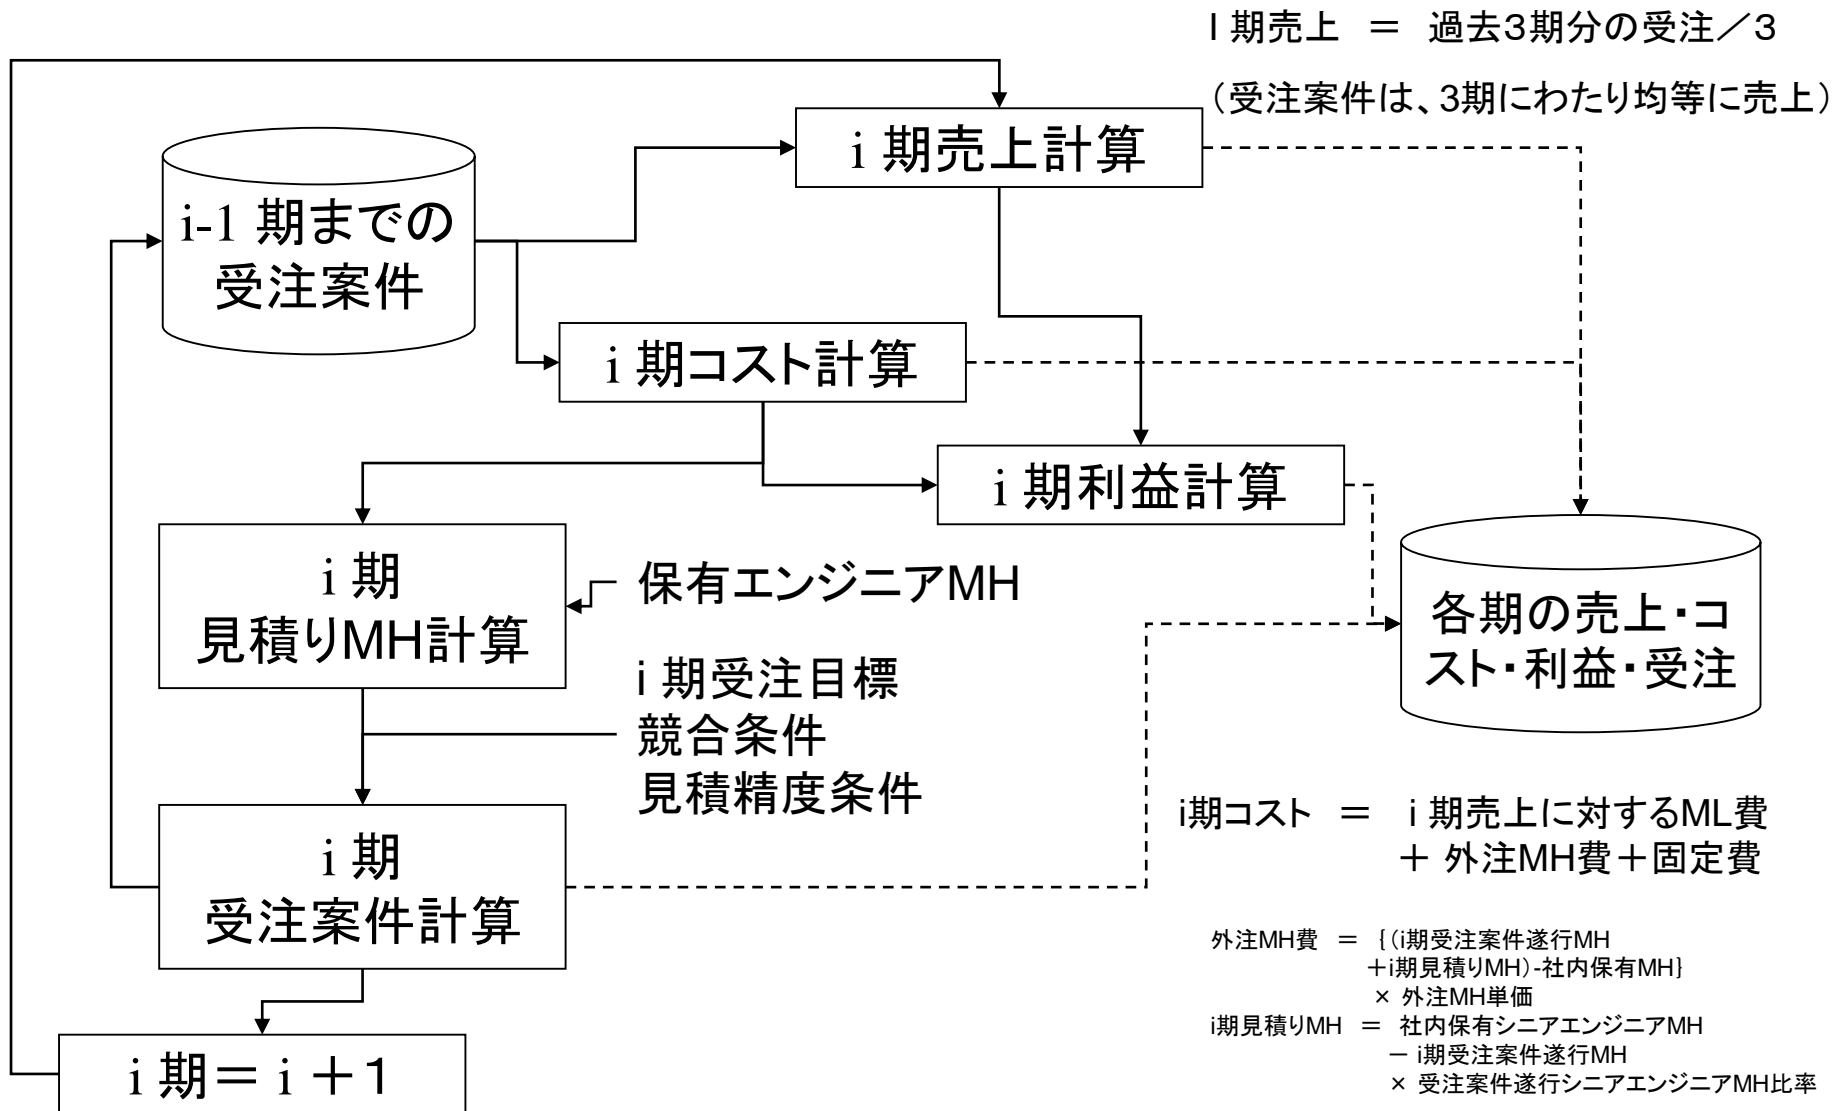 Ｉ期売上 ＝ 過去３期分の受注／３
（受注案件は、3期にわたり均等に売上）
i 期売上計算
i-1 期までの
受注案件
i 期コスト計算
i 期利益計算
i 期
見積りMH計算
保有エンジニアMH
i 期受注目標
競合条件
見積精度条件
各期の売上・コ
スト・利益・受注
i 期
受注案件計算
i期コスト ＝ i 期売上に対するML費
＋ 外注MH費＋固定費
外注MH費 ＝ {（i期受注案件遂行MH
＋i期見積りMH）-社内保有MH}
× 外注MH単価
i期見積りMH ＝ 社内保有シニアエンジニアMH
－ i期受注案件遂行MH
× 受注案件遂行シニアエンジニアMH比率
i 期＝ i ＋１